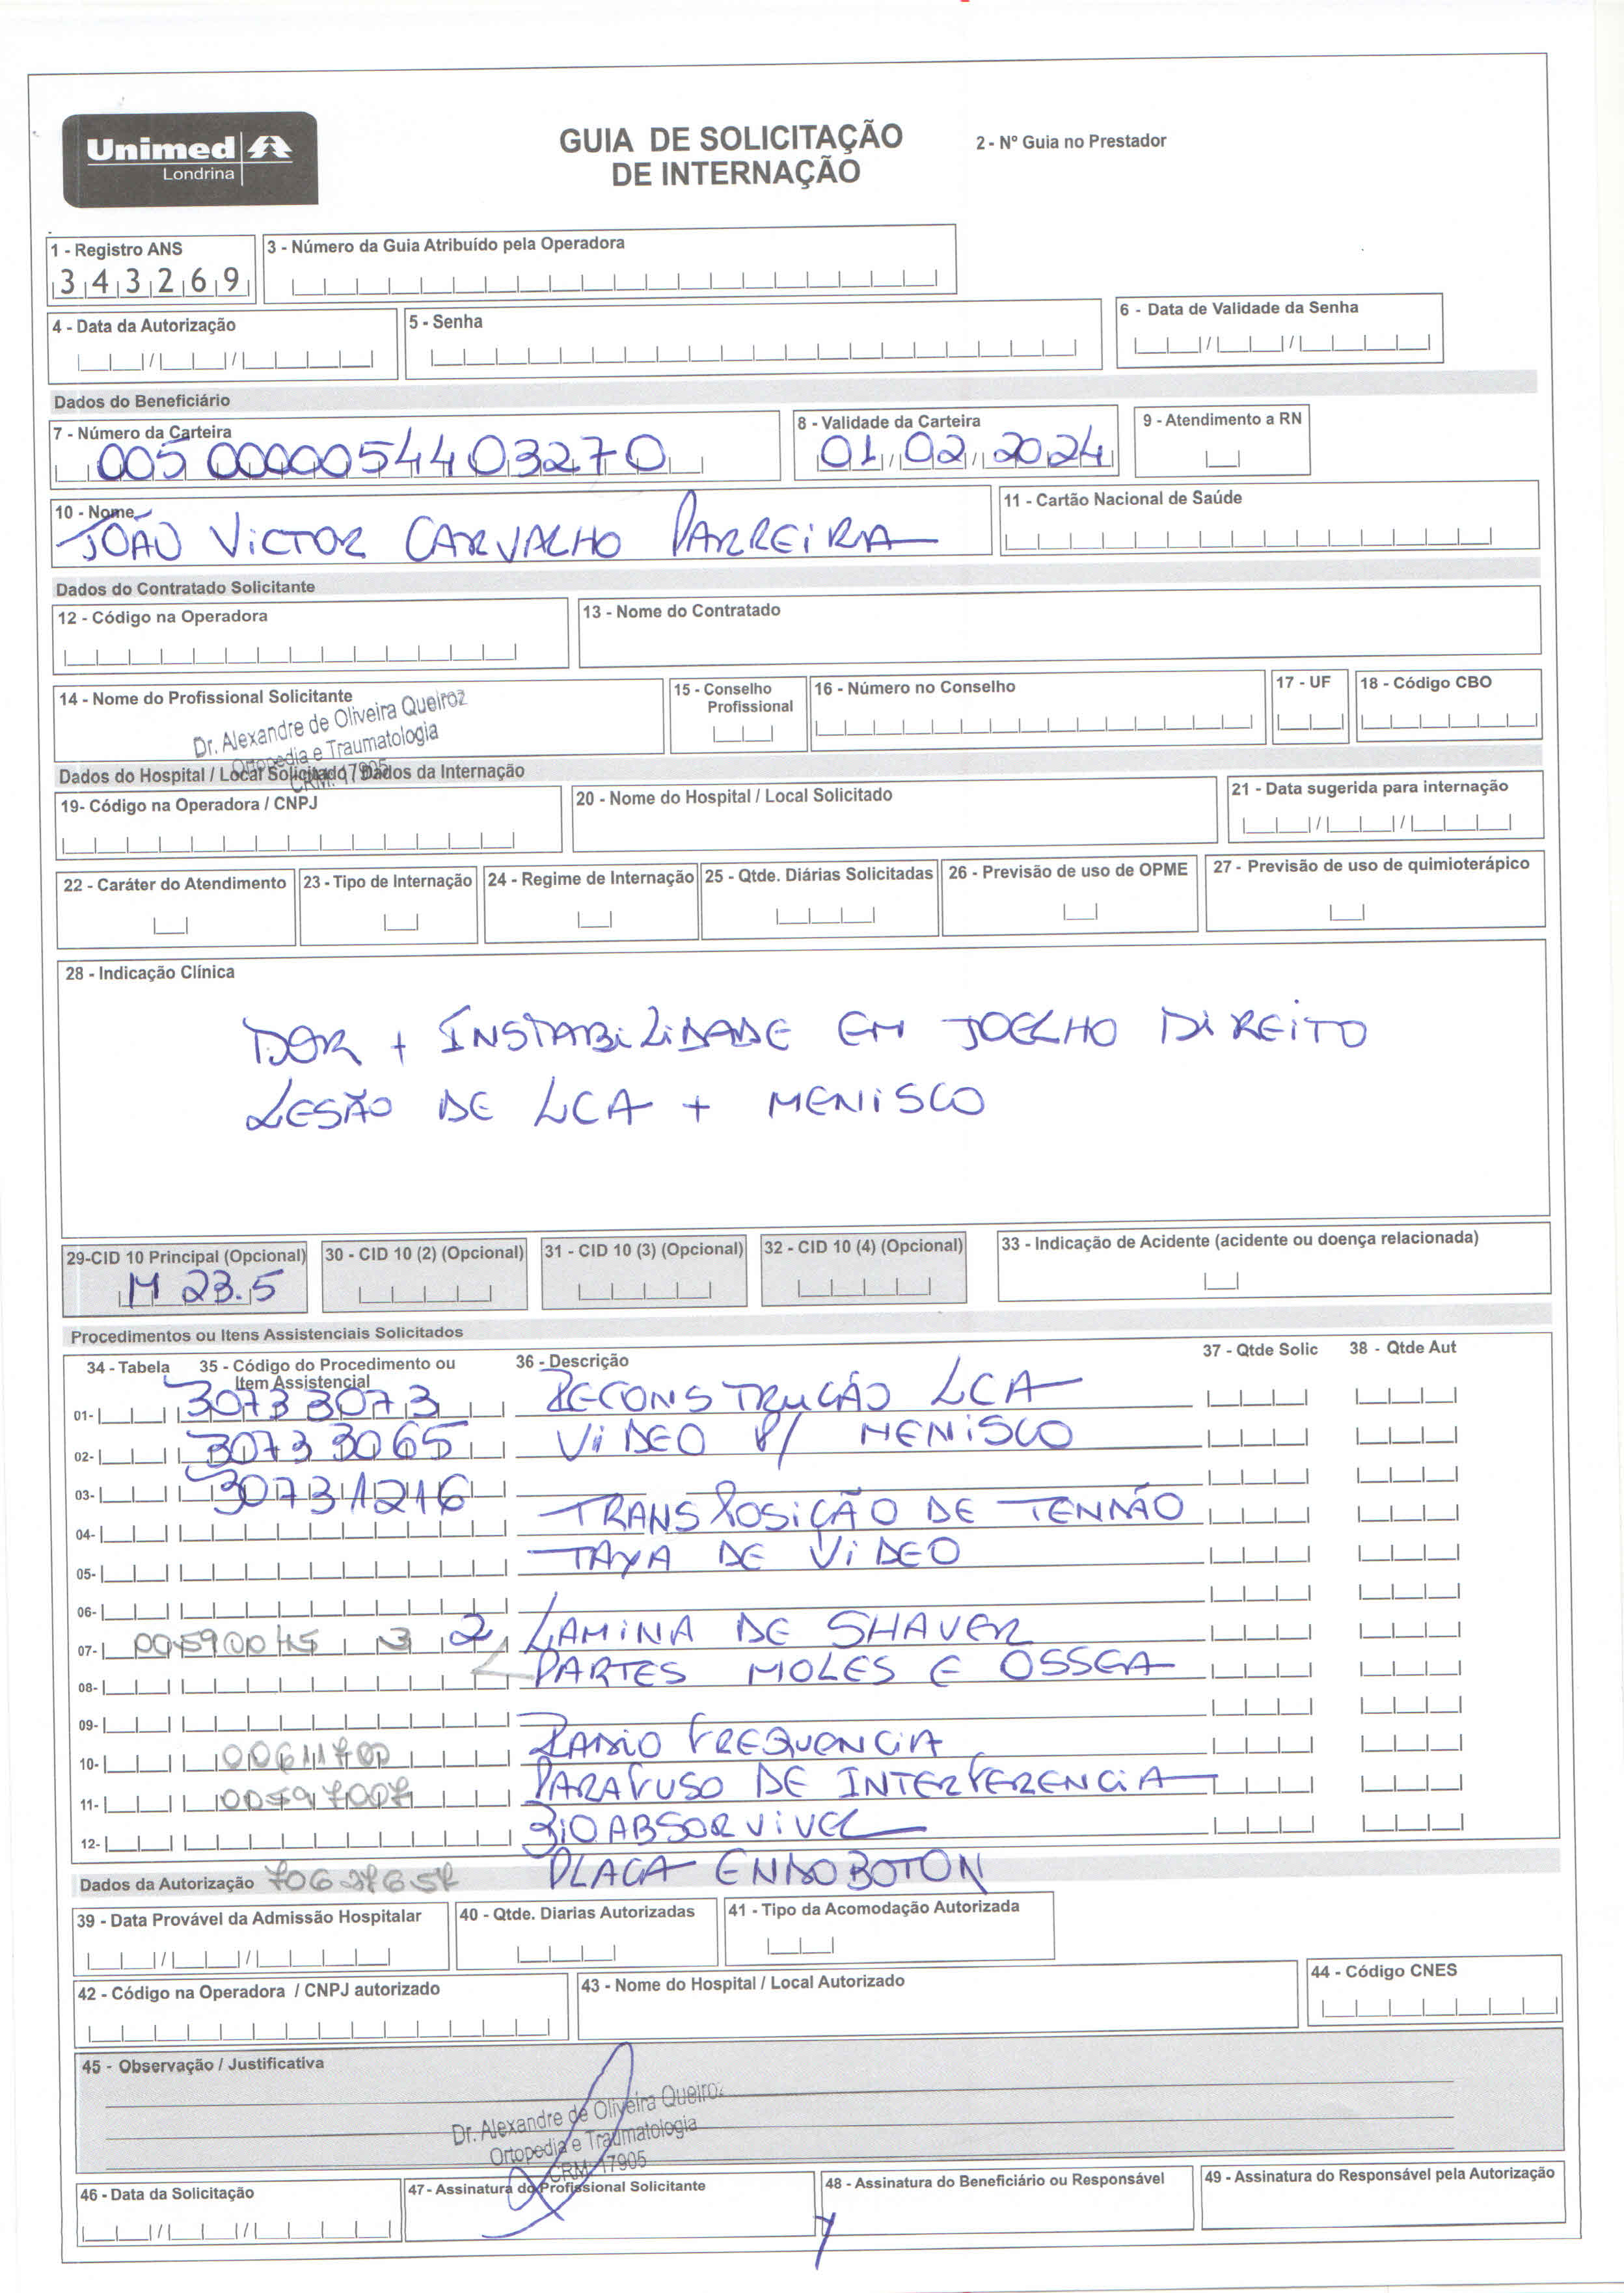 Unimed
Londrina
GUIA DE SOLICITAÇÃO
DE INTERNAÇÃO
2 - Nº Guia no Prestador
1 - Registro ANS
343269
3 - Número da Guia Atribuído pela Operadora
4 - Data da Autorização
5 - Senha
6 - Data de Validade da Senha
Dados do Beneficiário
7 - Número da Carteira
005 0000054403270
8 - Validade da Carteira
01 02 2024
9 - Atendimento a RN
10 - Nome
JOÃO VICTOR CARVALHO PARREIRA
11 - Cartão Nacional de Saúde
Dados do Contratado Solicitante
12 - Código na Operadora
13 - Nome do Contratado
14 - Nome do Profissional Solicitante
Dr. Alexandre de Oliveira Queiroz
Ortopedia e Traumatologia
CRM: 17905
15 - Conselho Profissional
16 - Número no Conselho
17 - UF
18 - Código CBO
Dados do Hospital / Local Solicitado / Dados da Internação
19- Código na Operadora / CNPJ
20 - Nome do Hospital / Local Solicitado
21 - Data sugerida para internação
22 - Caráter do Atendimento
23 - Tipo de Internação
24 - Regime de Internação
25 - Qtde. Diárias Solicitadas
26 - Previsão de uso de OPME
27 - Previsão de uso de quimioterápico
28 - Indicação Clínica
DOR + INSTABILIDADE EM JOELHO DIREITO
LESÃO DE LCA + MENISCO
29-CID 10 Principal (Opcional)
M 23.5
30 - CID 10 (2) (Opcional)
31 - CID 10 (3) (Opcional)
32 - CID 10 (4) (Opcional)
33 - Indicação de Acidente (acidente ou doença relacionada)
Procedimentos ou Itens Assistenciais Solicitados
34 - Tabela
35 - Código do Procedimento ou Item Assistencial
36 - Descrição
37 - Qtde Solic
38 - Qtde Aut
01- 30733073 RECONSTRUÇÃO LCA
02- 30733065 VIDEO P/ MENISCO
03- 30731216
04- TRANSPOSIÇÃO DE TENDÃO
05- TAXA DE VIDEO
06-
07- 2 LAMINA DE SHAVER
08- PARTES MOLES E OSSEA
09-
10- RADIO FREQUENCIA
11- PARAFUSO DE INTERFERENCIA
12- BIOABSORVIVEL
Dados da Autorização
PLACA ENDOBOTON
39 - Data Provável da Admissão Hospitalar
40 - Qtde. Diarias Autorizadas
41 - Tipo da Acomodação Autorizada
42 - Código na Operadora / CNPJ autorizado
43 - Nome do Hospital / Local Autorizado
44 - Código CNES
45 - Observação / Justificativa
Dr. Alexandre de Oliveira Queiroz
Ortopedia e Traumatologia
CRM: 17905
46 - Data da Solicitação
47- Assinatura do Profissional Solicitante
48 - Assinatura do Beneficiário ou Responsável
49 - Assinatura do Responsável pela Autorização